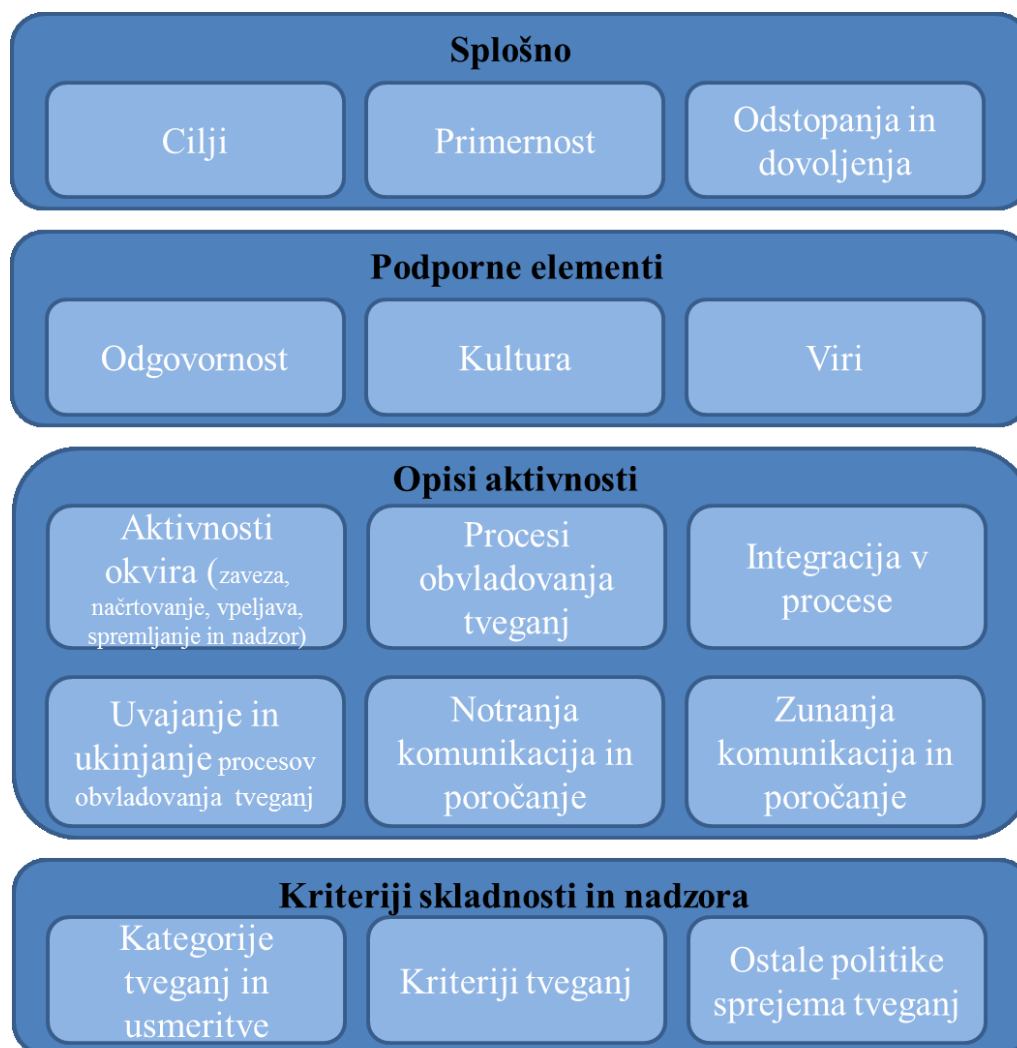 Splošno
Cilji
Primernost
Odstopanja in
dovoljenja
Podporne elementi
Odgovornost
Kultura
Viri
Opisi aktivnosti
Aktivnosti
okvira (zaveza,
načrtovanje, vpeljava,
spremljanje in nadzor)
Procesi
obvladovanja
tveganj
Integracija v
procese
Uvajanje in
ukinjanje procesov
obvladovanja tveganj
Notranja
komunikacija in
poročanje
Zunanja
komunikacija in
poročanje
Kriteriji skladnosti in nadzora
Kategorije
tveganj in
usmeritve
Kriteriji tveganj
Ostale politike
sprejema tveganj